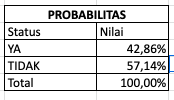 PROBABILITAS
Status Nilai
YA 42,86%
TIDAK 57,14%
Total 100,00%